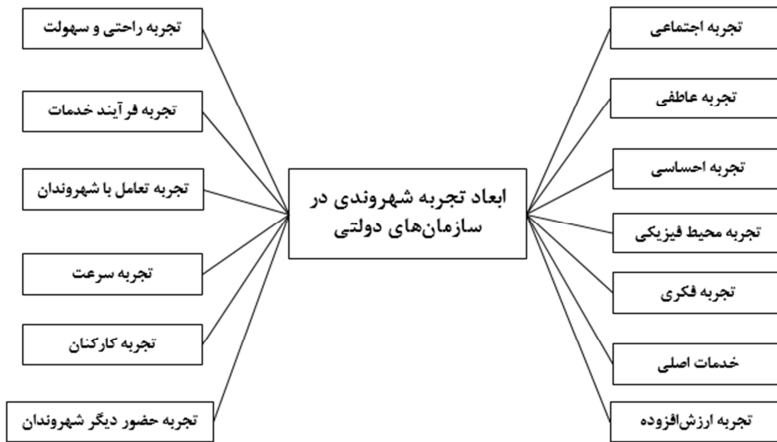 تجربه اجتماعی
تجربه عاطفی
تجربه احساسی
تجربه محیط فیزیکی
تجربه فکری
خدمات اصلی
تجربه ارزش‌افزوده
ابعاد تجربه شهروندی در
سازمان‌های دولتی
تجربه راحتی و سهولت
تجربه فرآیند خدمات
تجربه تعامل با شهروندان
تجربه سرعت
تجربه کارکنان
تجربه حضور دیگر شهروندان